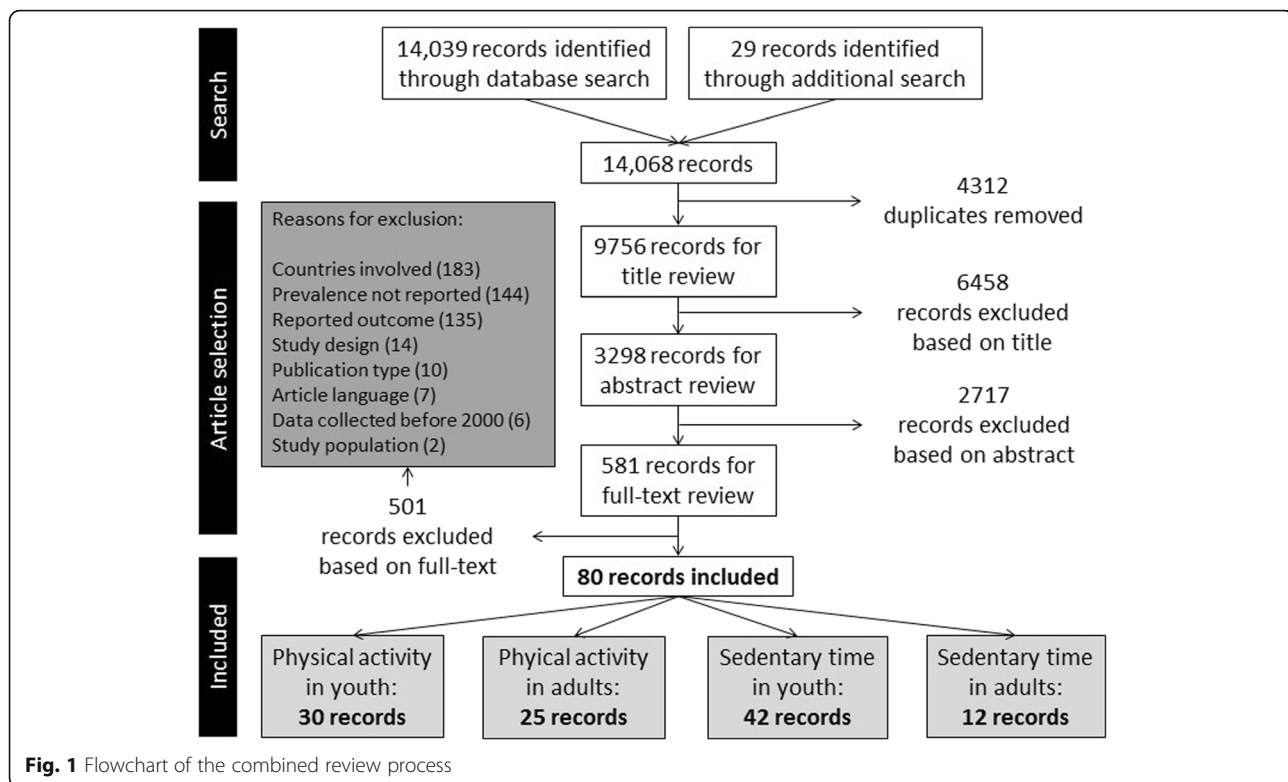 Search
14,039 records identified
through database search
29 records identified
through additional search
14,068 records
4312
duplicates removed
Article selection
Reasons for exclusion:
Countries involved (183)
Prevalence not reported (144)
Reported outcome (135)
Study design (14)
Publication type (10)
Article language (7)
Data collected before 2000 (6)
Study population (2)
9756 records for
title review
6458
records excluded
based on title
3298 records for
abstract review
2717
records excluded
based on abstract
581 records for
full-text review
501
records excluded
based on full-text
Included
80 records included
Physical activity
in youth:
30 records
Phyical activity
in adults:
25 records
Sedentary time
in youth:
42 records
Sedentary time
in adults:
12 records
Fig. 1 Flowchart of the combined review process